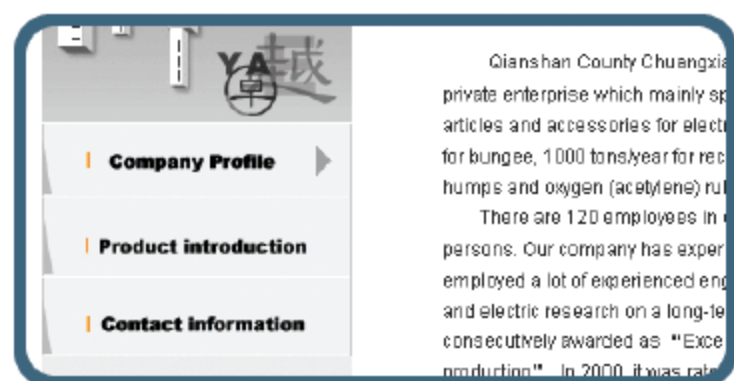 YA
卓
越
Company Profile
Product introduction
Contact information
Qianshan County Chuangxia
private enterprise which mainly sp
articles and accessories for elect
for bungee, 1000 tons/year for rec
humps and oxygen (acetylene) ru
There are 120 employees in
persons. Our company has exper
employed a lot of experienced eng
and electric research on a long-te
consecutively awarded as "Exce
production". In 2000, it was rate